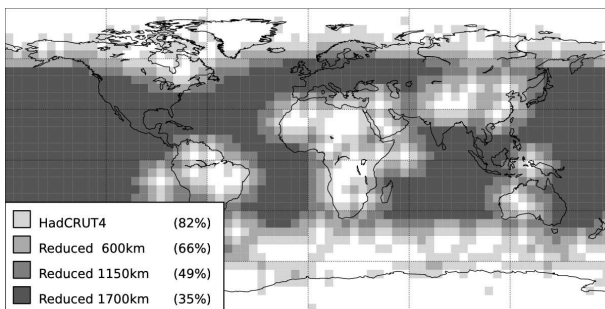 HadCRUT4 (82%)
Reduced 600km (66%)
Reduced 1150km (49%)
Reduced 1700km (35%)